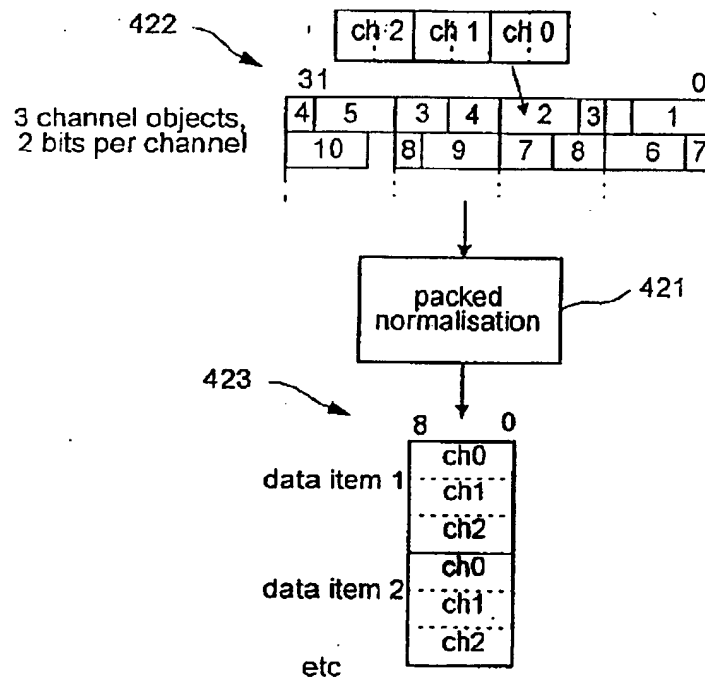 422
ch 2 ch 1 ch 0
31 0
3 channel objects,
2 bits per channel
4 5 3 4 2 3 1
10 8 9 7 8 6 7
packed
normalisation
421
423
8 0
data item 1
ch0
ch1
ch2
data item 2
ch0
ch1
ch2
etc